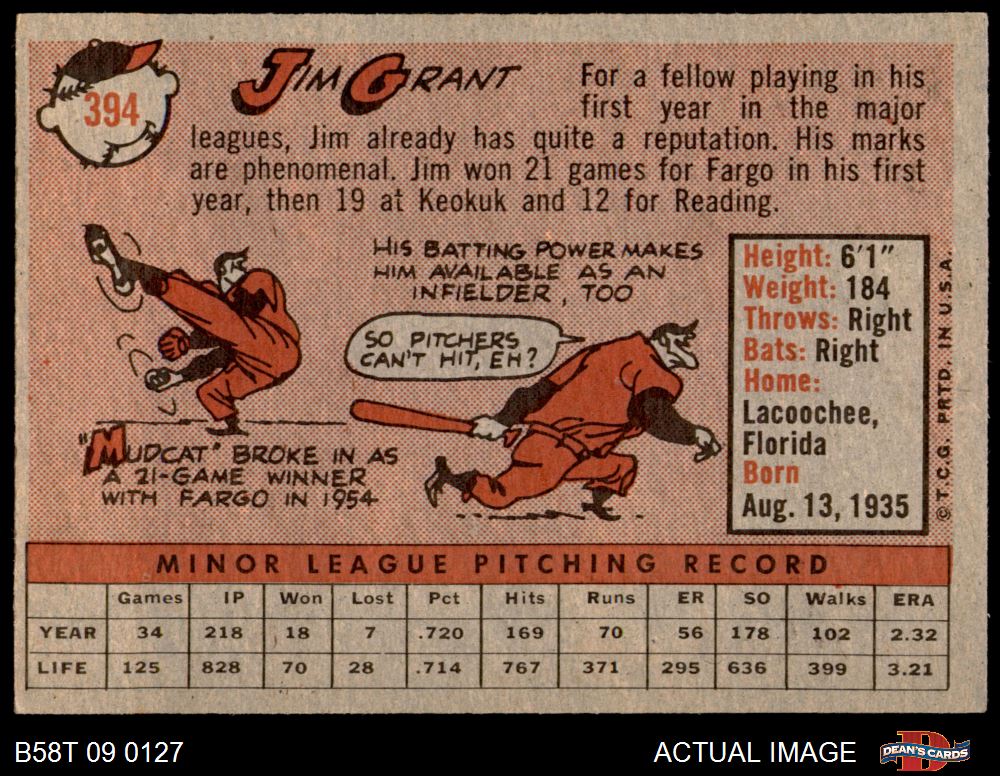 394
JIM GRANT
For a fellow playing in his
first year in the major
leagues, Jim already has quite a reputation. His marks
are phenomenal. Jim won 21 games for Fargo in his first
year, then 19 at Keokuk and 12 for Reading.
HIS BATTING POWER MAKES
HIM AVAILABLE AS AN
INFIELDER, TOO
SO PITCHERS
CAN'T HIT, EH?
"MUDCAT" BROKE IN AS
A 21-GAME WINNER
WITH FARGO IN 1954
Height: 6'1"
Weight: 184
Throws: Right
Bats: Right
Home:
Lacoochee,
Florida
Born
Aug. 13, 1935
© T.C.G. PRTD. IN U.S.A.
MINOR LEAGUE PITCHING RECORD
Games IP Won Lost Pct Hits Runs ER SO Walks ERA
YEAR 34 218 18 7 .720 169 70 56 178 102 2.32
LIFE 125 828 70 28 .714 767 371 295 636 399 3.21
B58T 09 0127
ACTUAL IMAGE
D
DEAN'S CARDS